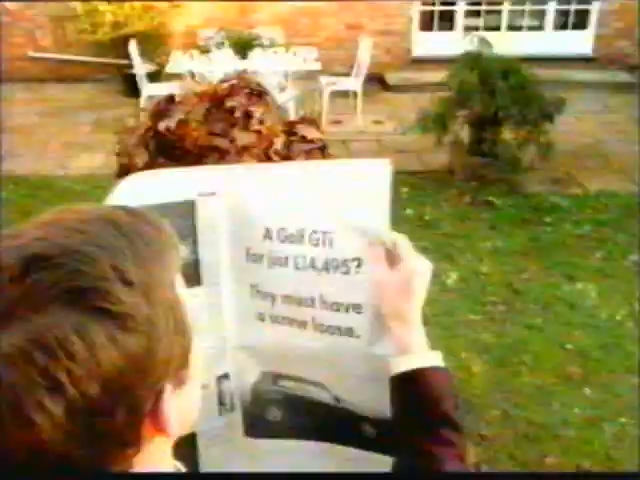 A Golf GTi
for just £14,495?
They must have
a screw loose.